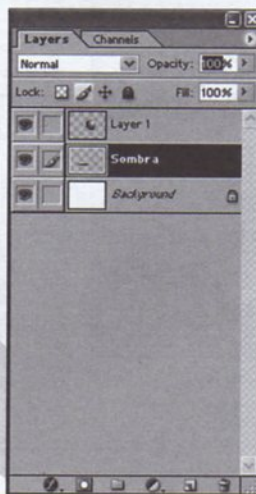 Layers Channels
Normal Opacity: 100%
Lock: Fill: 100%
Layer 1
Sombra
Background